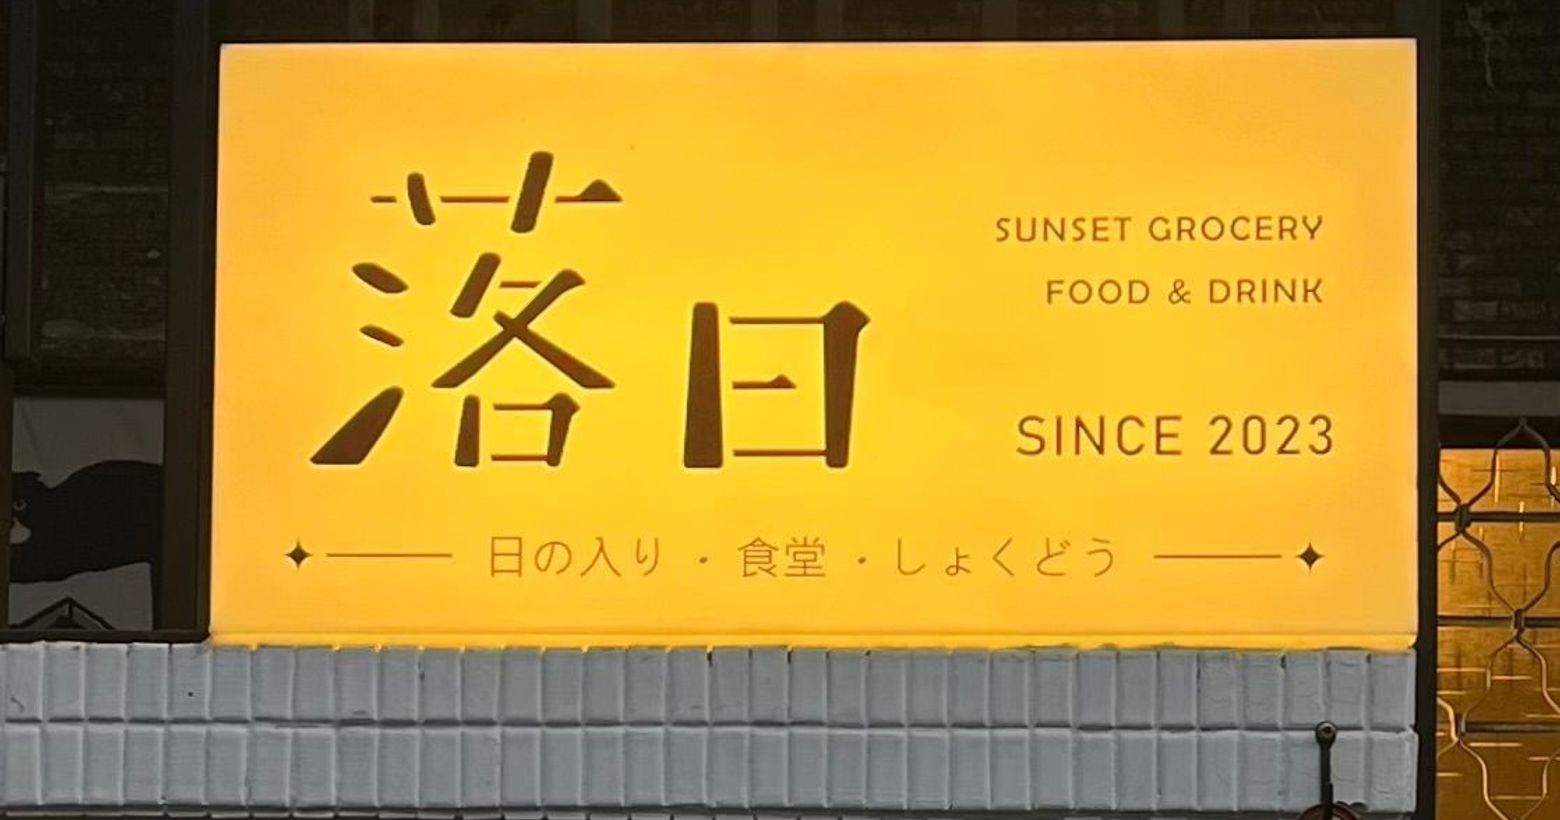 落日
SUNSET GROCERY
FOOD & DRINK
SINCE 2023
日の入り・食堂・しょくどう